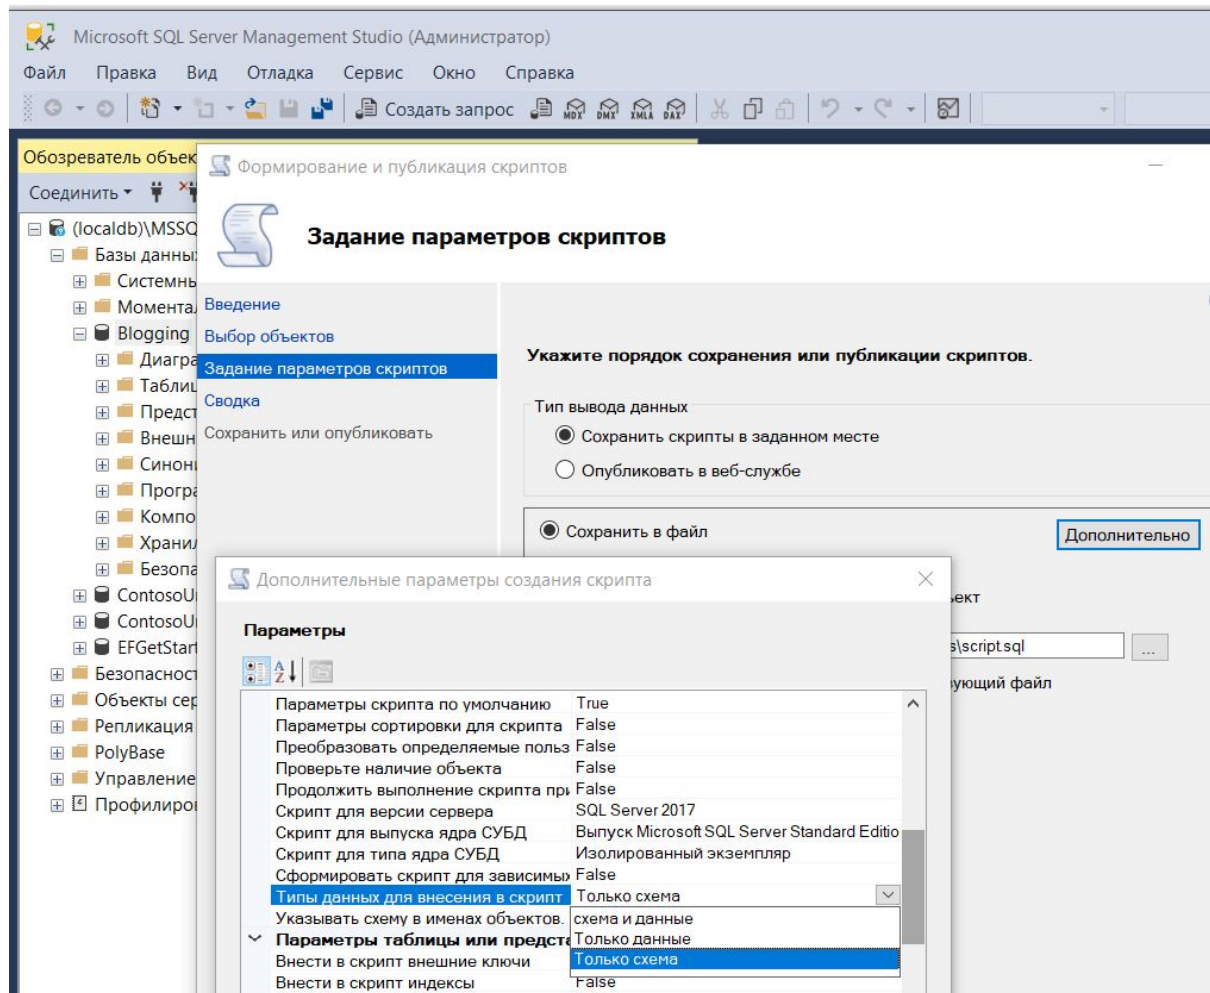 Microsoft SQL Server Management Studio (Администратор)
Файл Правка Вид Отладка Сервис Окно Справка
Создать запрос MDX DMX XMLA DAX
Обозреватель объек
Соединить
(localdb)\MSSQ
Базы данны
Системны
Момента
Blogging
Диагра
Таблиц
Предст
Внешн
Синони
Програ
Компо
Хранил
Безопа
ContosoU
ContosoU
EFGetStar
Безопасност
Объекты сер
Репликация
PolyBase
Управление
Профилиро
Формирование и публикация скриптов
Задание параметров скриптов
Введение
Выбор объектов
Задание параметров скриптов
Сводка
Сохранить или опубликовать
Укажите порядок сохранения или публикации скриптов.
Тип вывода данных
Сохранить скрипты в заданном месте
Опубликовать в веб-службе
Сохранить в файл
Дополнительно
ект
s\script.sql ...
ующий файл
Дополнительные параметры создания скрипта
Параметры
Параметры скрипта по умолчанию True
Параметры сортировки для скрипта False
Преобразовать определяемые польз False
Проверьте наличие объекта False
Продолжить выполнение скрипта при False
Скрипт для версии сервера SQL Server 2017
Скрипт для выпуска ядра СУБД Выпуск Microsoft SQL Server Standard Editio
Скрипт для типа ядра СУБД Изолированный экземпляр
Сформировать скрипт для зависимых False
Типы данных для внесения в скрипт Только схема
Указывать схему в именах объектов. схема и данные
Только данные
Параметры таблицы или предста
Только схема
Внести в скрипт внешние ключи
Внести в скрипт индексы False